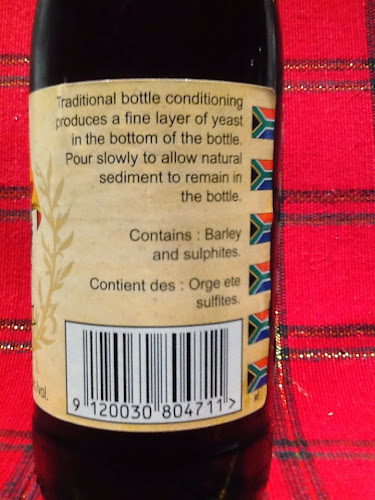 Traditional bottle conditioning
produces a fine layer of yeast
in the bottom of the bottle.
Pour slowly to allow natural
sediment to remain in
the bottle.
Contains : Barley
and sulphites.
Contient des : Orge ete
sulfites.
vol.
9 120030 804711 >